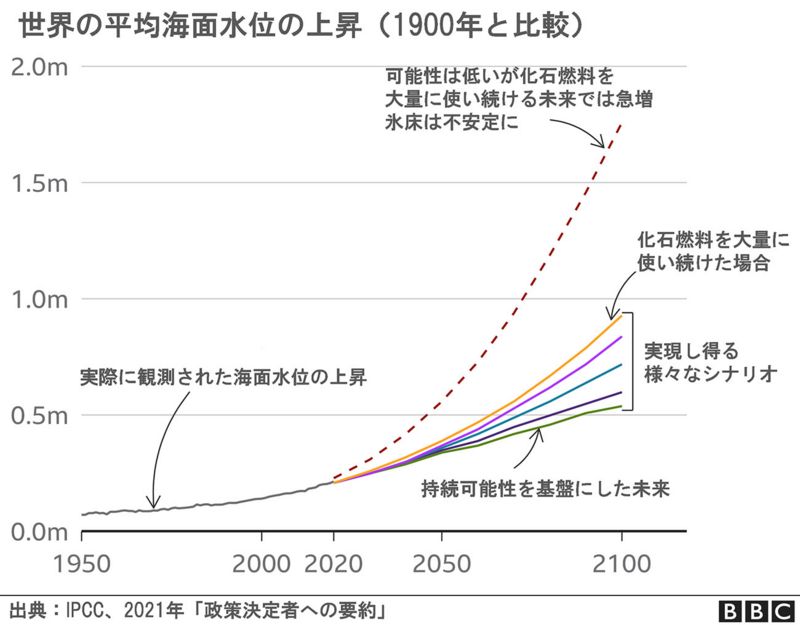 世界の平均海面水位の上昇（1900年と比較）
2.0m
可能性は低いが化石燃料を
大量に使い続ける未来では急増
氷床は不安定に
1.5m
化石燃料を大量に
使い続けた場合
1.0m
実現し得る
様々なシナリオ
実際に観測された海面水位の上昇
0.5m
持続可能性を基盤にした未来
0.0m
1950 2000 2020 2050 2100
出典：IPCC、2021年「政策決定者への要約」
BBC